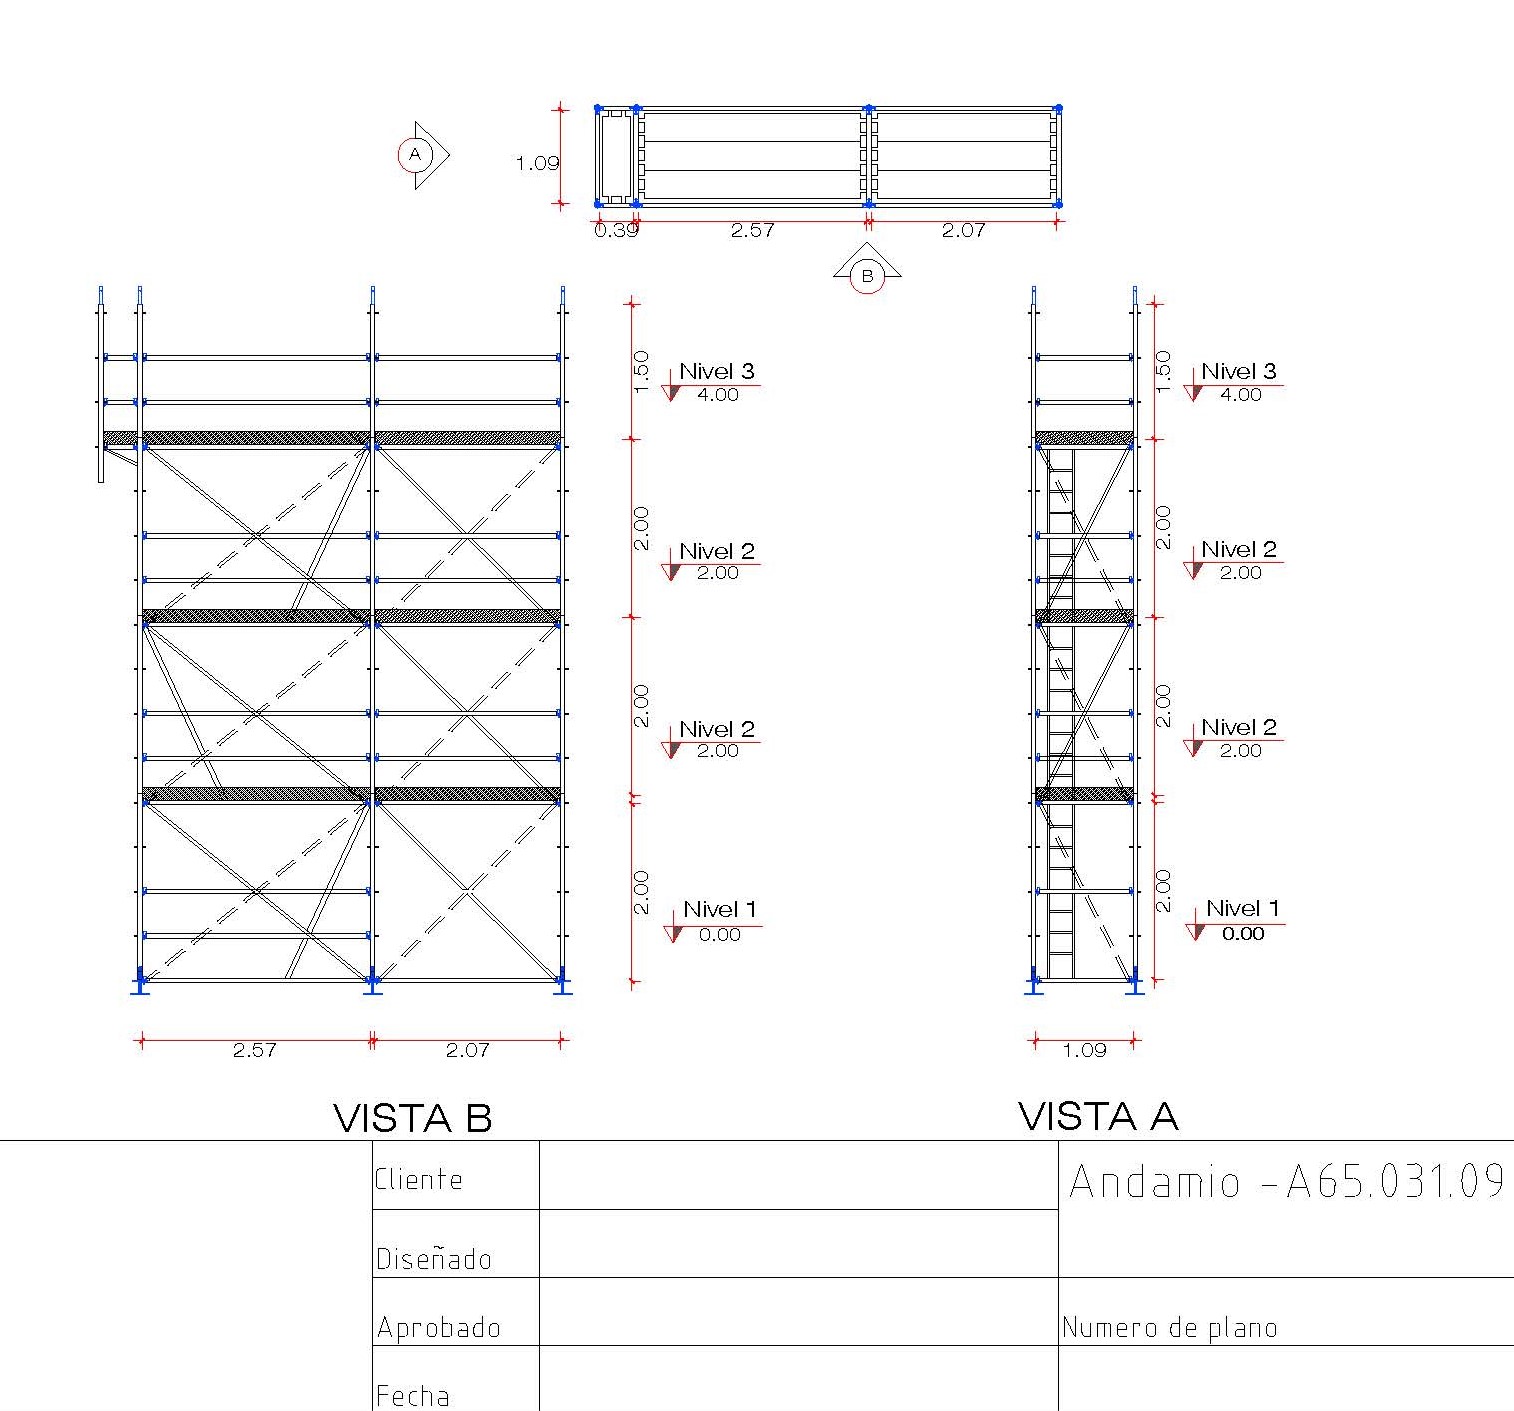 A
1.09
0.39
2.57
2.07
B
1.50
Nivel 3
4.00
2.00
Nivel 2
2.00
2.00
Nivel 2
2.00
2.00
Nivel 1
0.00
2.57
2.07
VISTA B
1.50
Nivel 3
4.00
2.00
Nivel 2
2.00
2.00
Nivel 2
2.00
2.00
Nivel 1
0.00
1.09
VISTA A
Cliente
Andamio -A65.031.09
Diseñado
Aprobado
Numero de plano
Fecha